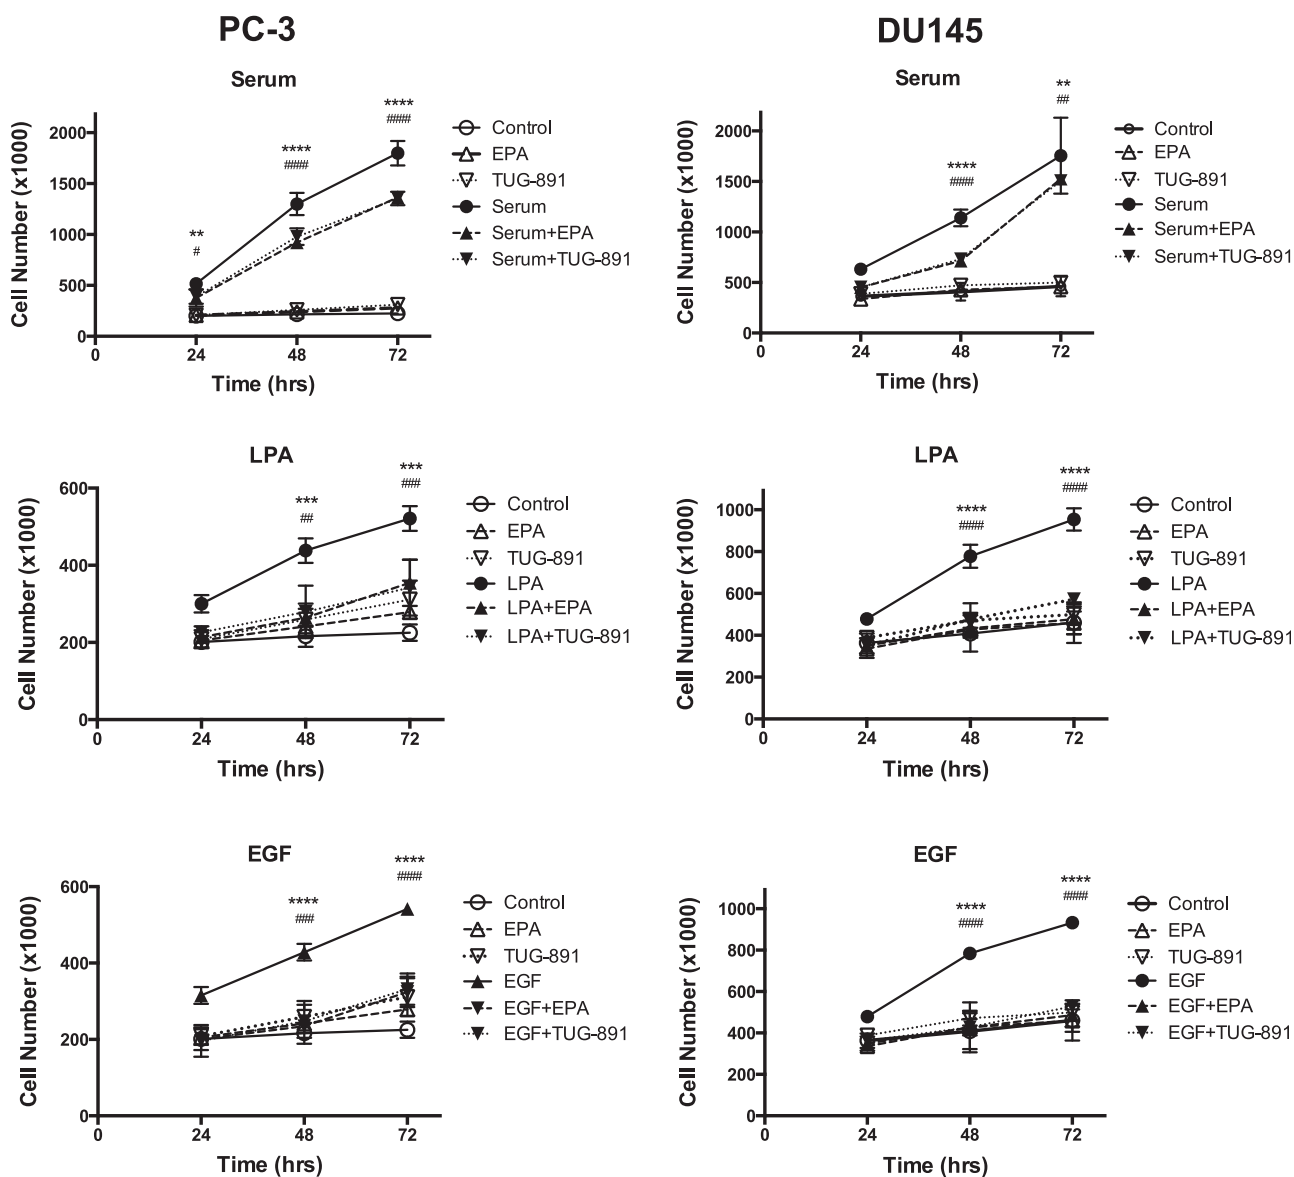 PC-3
DU145
Serum
Cell Number (x1000)
2000
1500
1000
500
0
0
24
48
72
Time (hrs)
**
#
****
####
****
####
Control
EPA
TUG-891
Serum
Serum+EPA
Serum+TUG-891
Serum
Cell Number (x1000)
2000
1500
1000
500
0
0
24
48
72
Time (hrs)
****
####
**
##
Control
EPA
TUG-891
Serum
Serum+EPA
Serum+TUG-891
LPA
Cell Number (x1000)
600
400
200
0
0
24
48
72
Time (hrs)
***
##
***
###
Control
EPA
TUG-891
LPA
LPA+EPA
LPA+TUG-891
LPA
Cell Number (x1000)
1000
800
600
400
200
0
0
24
48
72
Time (hrs)
****
####
****
####
Control
EPA
TUG-891
LPA
LPA+EPA
LPA+TUG-891
EGF
Cell Number (x1000)
600
400
200
0
0
24
48
72
Time (hrs)
****
###
****
####
Control
EPA
TUG-891
EGF
EGF+EPA
EGF+TUG-891
EGF
Cell Number (x1000)
1000
800
600
400
200
0
0
24
48
72
Time (hrs)
****
####
****
####
Control
EPA
TUG-891
EGF
EGF+EPA
EGF+TUG-891